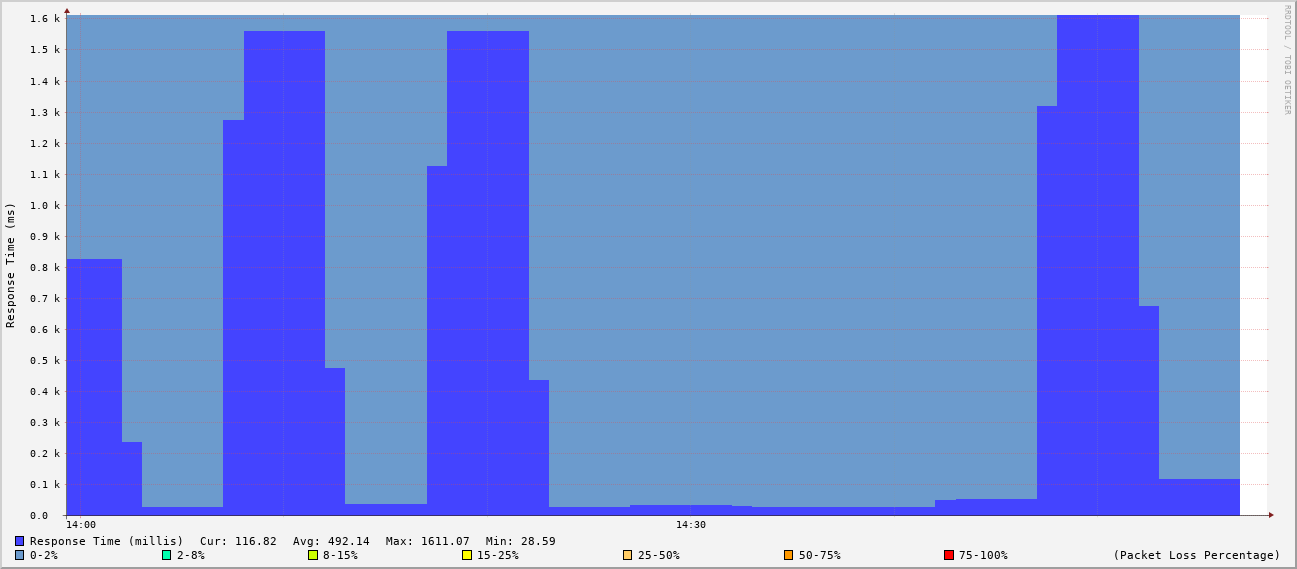 RRDTOOL / TOBI OETIKER
Response Time (ms)
1.6 k
1.5 k
1.4 k
1.3 k
1.2 k
1.1 k
1.0 k
0.9 k
0.8 k
0.7 k
0.6 k
0.5 k
0.4 k
0.3 k
0.2 k
0.1 k
0.0
14:00 14:30
Response Time (millis) Cur: 116.82 Avg: 492.14 Max: 1611.07 Min: 28.59
0-2% 2-8% 8-15% 15-25% 25-50% 50-75% 75-100% (Packet Loss Percentage)